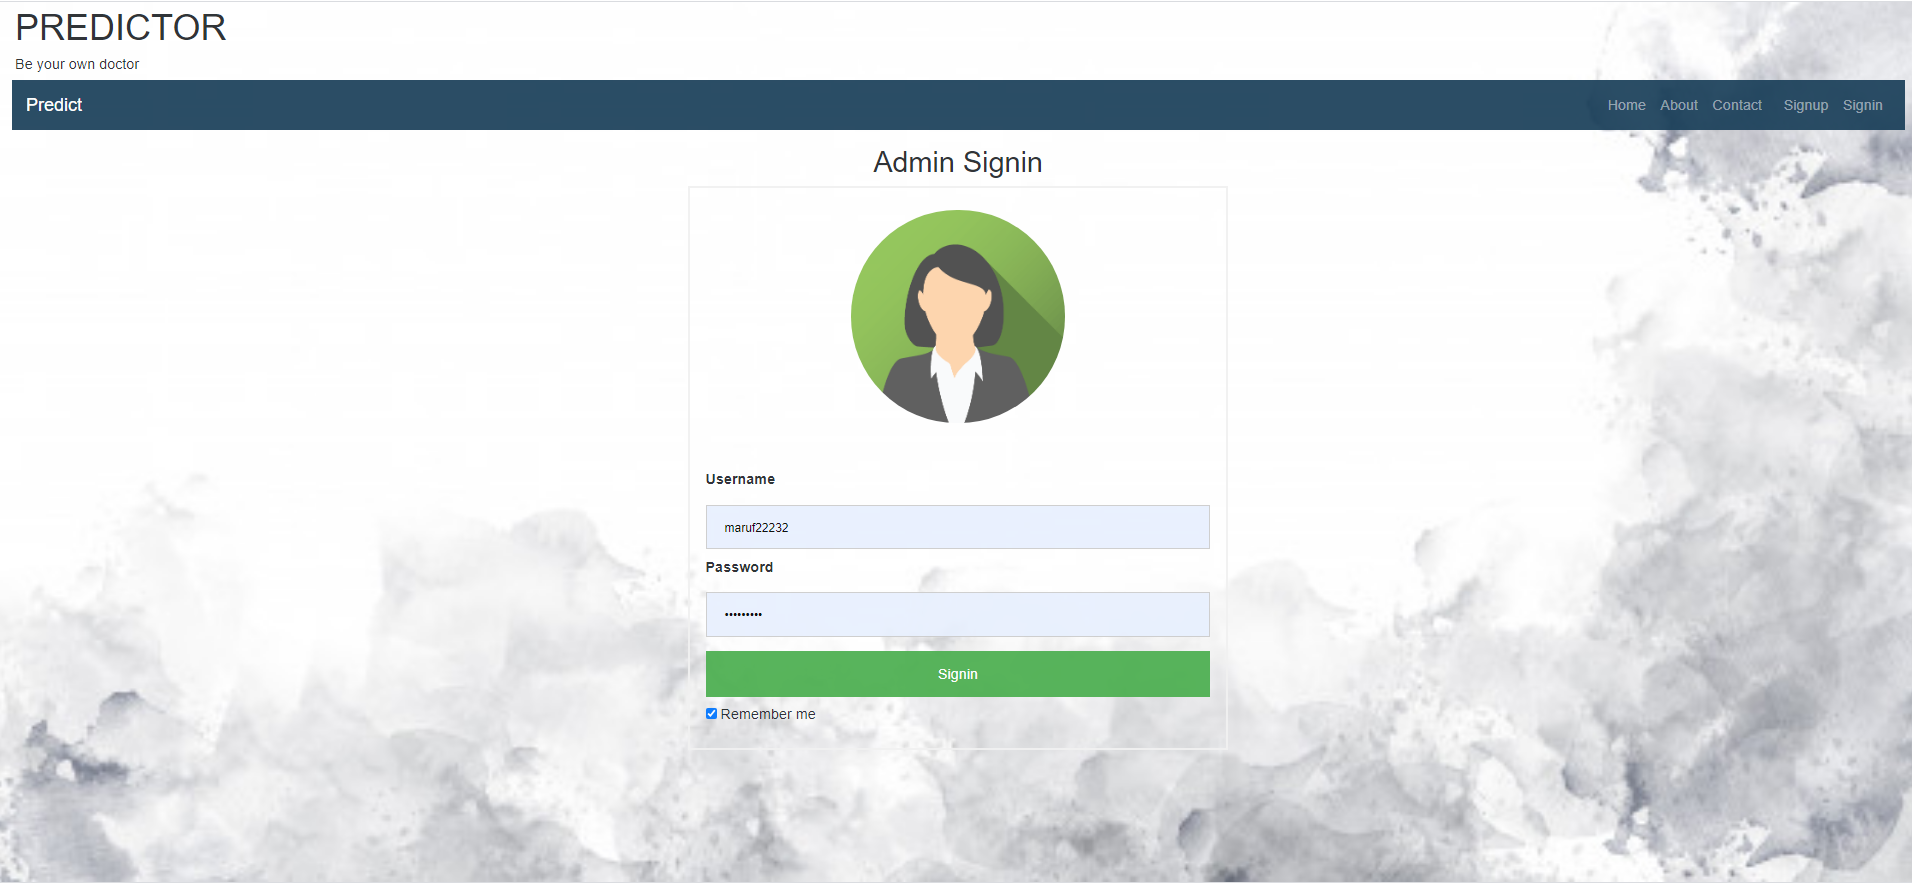 PREDICTOR
Be your own doctor
Predict Home About Contact Signup Signin
Admin Signin
Username
maruf22232
Password
•••••••••
Signin
Remember me